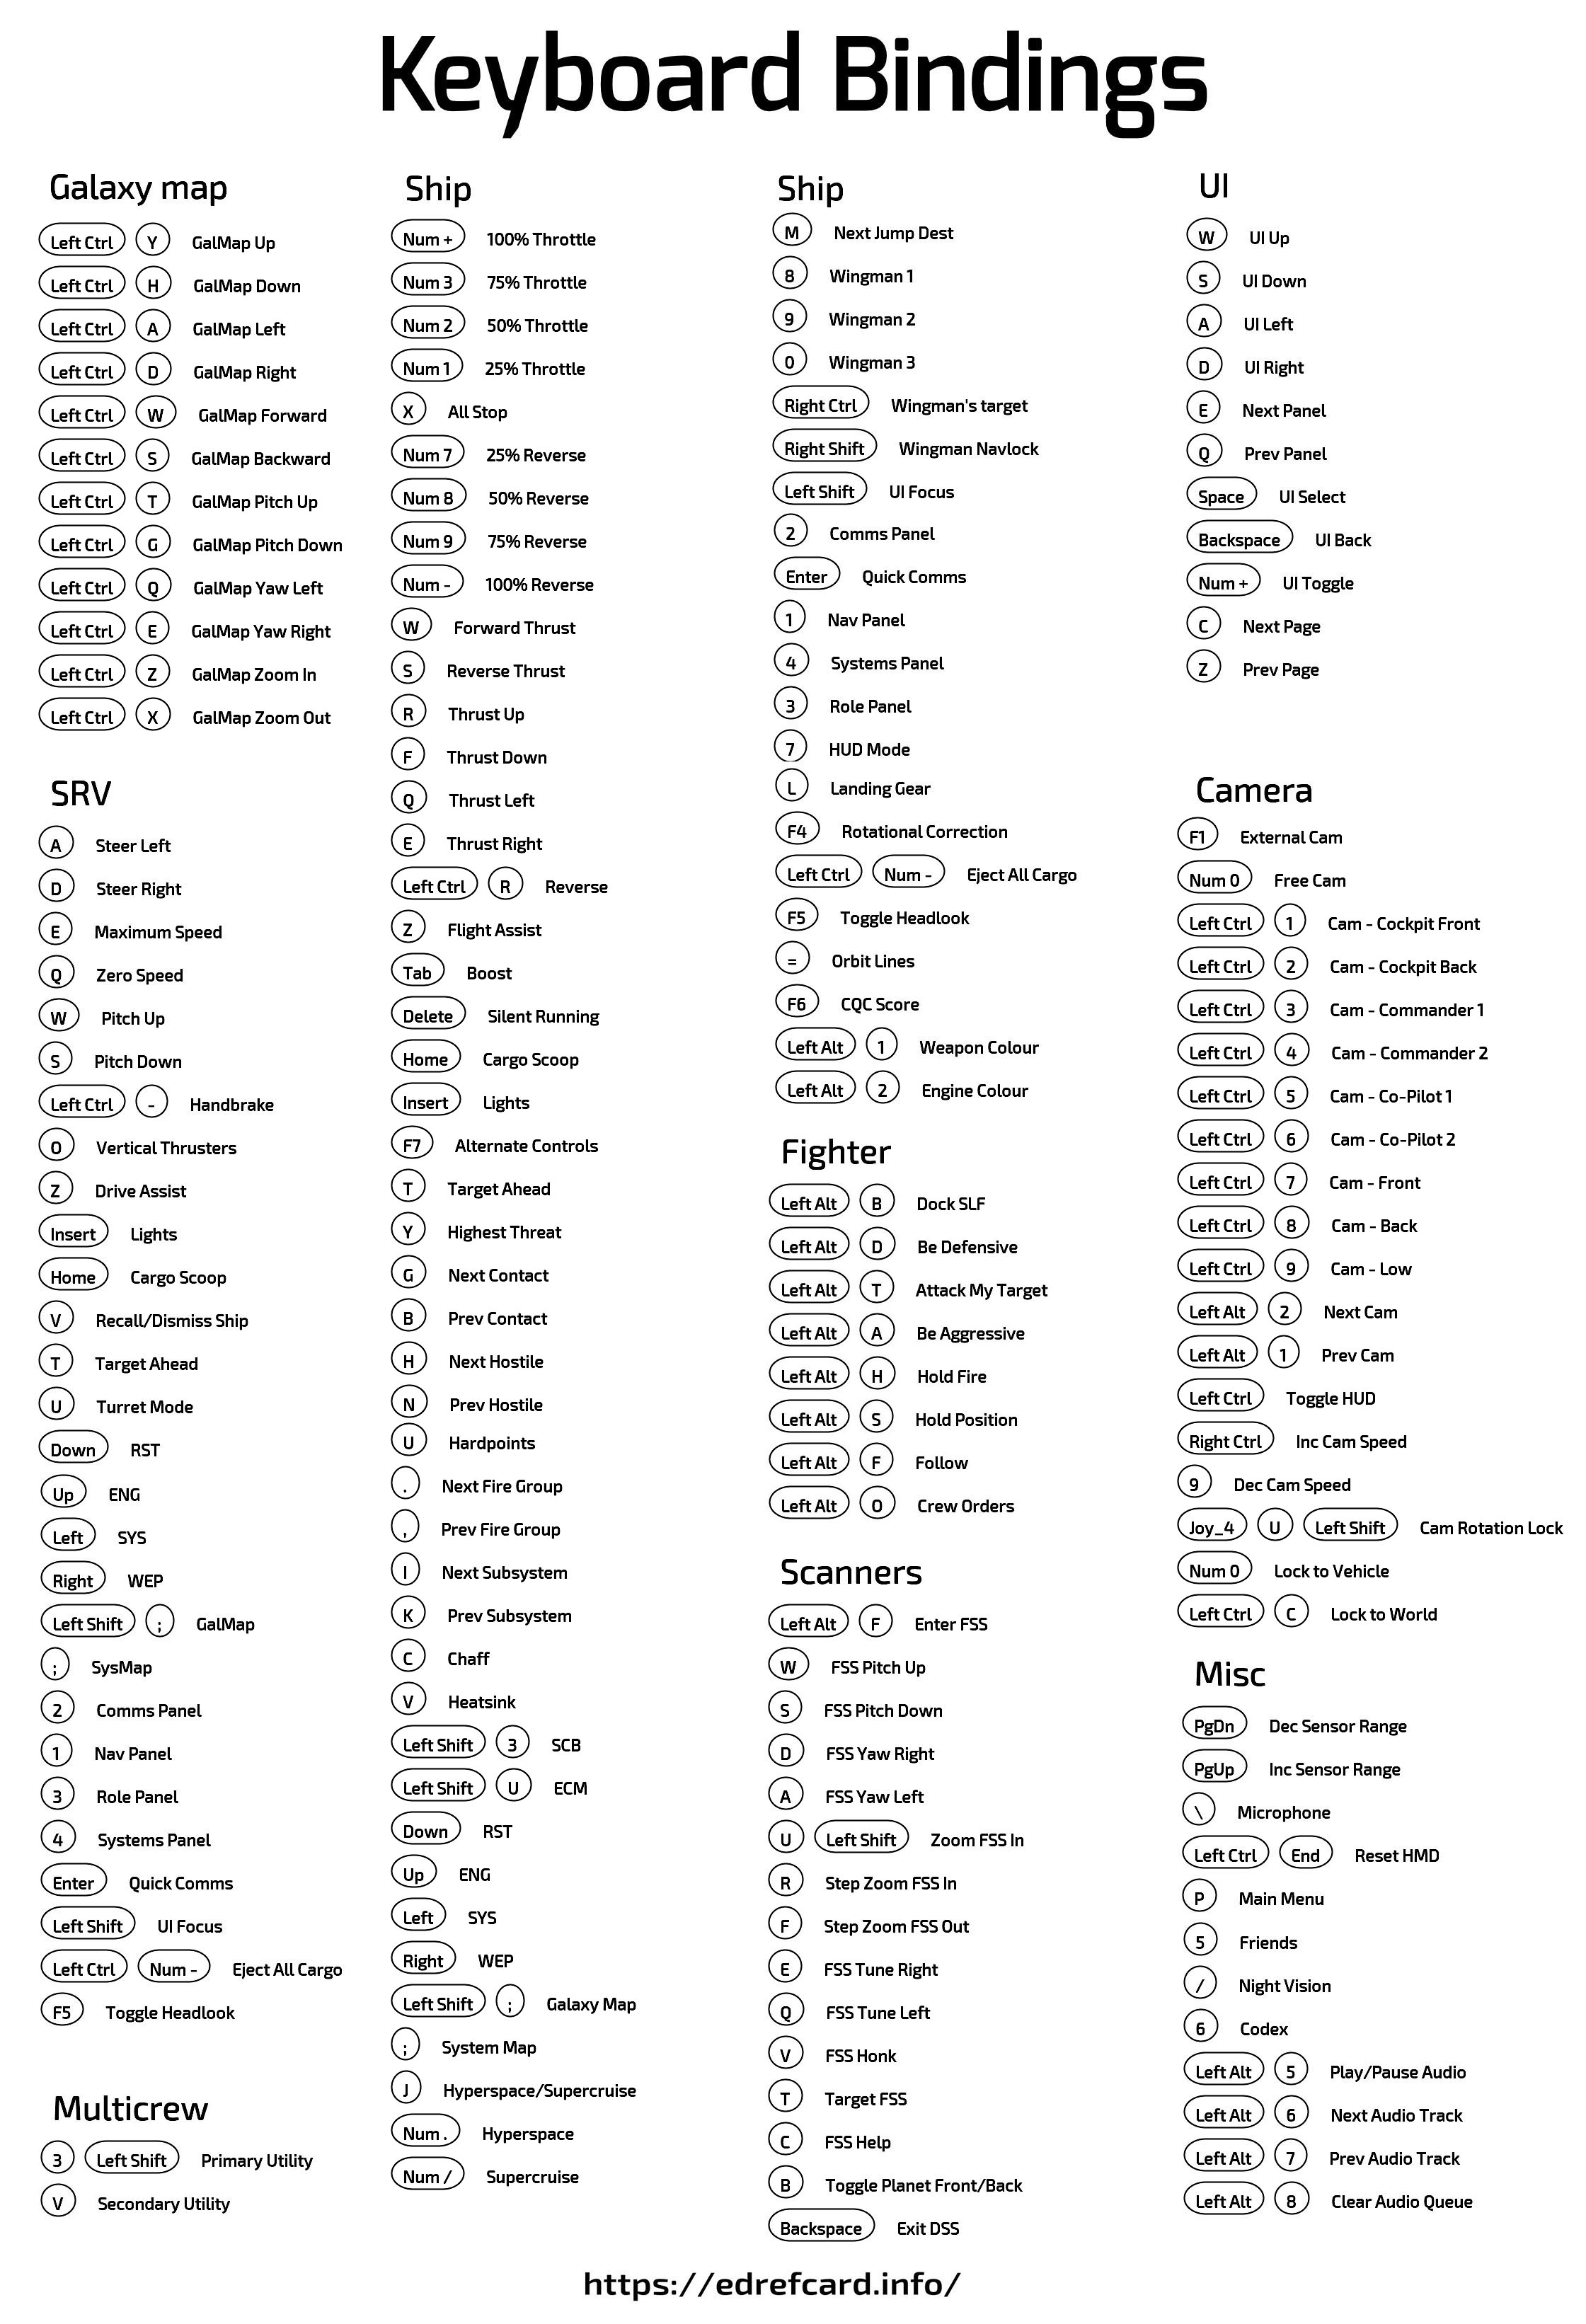 Keyboard Bindings
Galaxy map
Left Ctrl Y GalMap Up
Left Ctrl H GalMap Down
Left Ctrl A GalMap Left
Left Ctrl D GalMap Right
Left Ctrl W GalMap Forward
Left Ctrl S GalMap Backward
Left Ctrl T GalMap Pitch Up
Left Ctrl G GalMap Pitch Down
Left Ctrl Q GalMap Yaw Left
Left Ctrl E GalMap Yaw Right
Left Ctrl Z GalMap Zoom In
Left Ctrl X GalMap Zoom Out
SRV
A Steer Left
D Steer Right
E Maximum Speed
Q Zero Speed
W Pitch Up
S Pitch Down
Left Ctrl - Handbrake
O Vertical Thrusters
Z Drive Assist
Insert Lights
Home Cargo Scoop
V Recall/Dismiss Ship
T Target Ahead
U Turret Mode
Down RST
Up ENG
Left SYS
Right WEP
Left Shift ; GalMap
; SysMap
2 Comms Panel
1 Nav Panel
3 Role Panel
4 Systems Panel
Enter Quick Comms
Left Shift UI Focus
Left Ctrl Num - Eject All Cargo
F5 Toggle Headlook
Multicrew
3 Left Shift Primary Utility
V Secondary Utility
Ship
Num + 100% Throttle
Num 3 75% Throttle
Num 2 50% Throttle
Num 1 25% Throttle
X All Stop
Num 7 25% Reverse
Num 8 50% Reverse
Num 9 75% Reverse
Num - 100% Reverse
W Forward Thrust
S Reverse Thrust
R Thrust Up
F Thrust Down
Q Thrust Left
E Thrust Right
Left Ctrl R Reverse
Z Flight Assist
Tab Boost
Delete Silent Running
Home Cargo Scoop
Insert Lights
F7 Alternate Controls
T Target Ahead
Y Highest Threat
G Next Contact
B Prev Contact
H Next Hostile
N Prev Hostile
U Hardpoints
. Next Fire Group
, Prev Fire Group
I Next Subsystem
K Prev Subsystem
C Chaff
V Heatsink
Left Shift 3 SCB
Left Shift U ECM
Down RST
Up ENG
Left SYS
Right WEP
Left Shift ; Galaxy Map
; System Map
J Hyperspace/Supercruise
Num . Hyperspace
Num / Supercruise
Ship
M Next Jump Dest
8 Wingman 1
9 Wingman 2
0 Wingman 3
Right Ctrl Wingman's target
Right Shift Wingman Navlock
Left Shift UI Focus
2 Comms Panel
Enter Quick Comms
1 Nav Panel
4 Systems Panel
3 Role Panel
7 HUD Mode
L Landing Gear
F4 Rotational Correction
Left Ctrl Num - Eject All Cargo
F5 Toggle Headlook
= Orbit Lines
F6 CQC Score
Left Alt 1 Weapon Colour
Left Alt 2 Engine Colour
Fighter
Left Alt B Dock SLF
Left Alt D Be Defensive
Left Alt T Attack My Target
Left Alt A Be Aggressive
Left Alt H Hold Fire
Left Alt S Hold Position
Left Alt F Follow
Left Alt O Crew Orders
Scanners
Left Alt F Enter FSS
W FSS Pitch Up
S FSS Pitch Down
D FSS Yaw Right
A FSS Yaw Left
U Left Shift Zoom FSS In
R Step Zoom FSS In
F Step Zoom FSS Out
E FSS Tune Right
Q FSS Tune Left
V FSS Honk
T Target FSS
C FSS Help
B Toggle Planet Front/Back
Backspace Exit DSS
UI
W UI Up
S UI Down
A UI Left
D UI Right
E Next Panel
Q Prev Panel
Space UI Select
Backspace UI Back
Num + UI Toggle
C Next Page
Z Prev Page
Camera
F1 External Cam
Num 0 Free Cam
Left Ctrl 1 Cam - Cockpit Front
Left Ctrl 2 Cam - Cockpit Back
Left Ctrl 3 Cam - Commander 1
Left Ctrl 4 Cam - Commander 2
Left Ctrl 5 Cam - Co-Pilot 1
Left Ctrl 6 Cam - Co-Pilot 2
Left Ctrl 7 Cam - Front
Left Ctrl 8 Cam - Back
Left Ctrl 9 Cam - Low
Left Alt 2 Next Cam
Left Alt 1 Prev Cam
Left Ctrl Toggle HUD
Right Ctrl Inc Cam Speed
9 Dec Cam Speed
Joy_4 U Left Shift Cam Rotation Lock
Num 0 Lock to Vehicle
Left Ctrl C Lock to World
Misc
PgDn Dec Sensor Range
PgUp Inc Sensor Range
\ Microphone
Left Ctrl End Reset HMD
P Main Menu
5 Friends
/ Night Vision
6 Codex
Left Alt 5 Play/Pause Audio
Left Alt 6 Next Audio Track
Left Alt 7 Prev Audio Track
Left Alt 8 Clear Audio Queue
https://edrefcard.info/